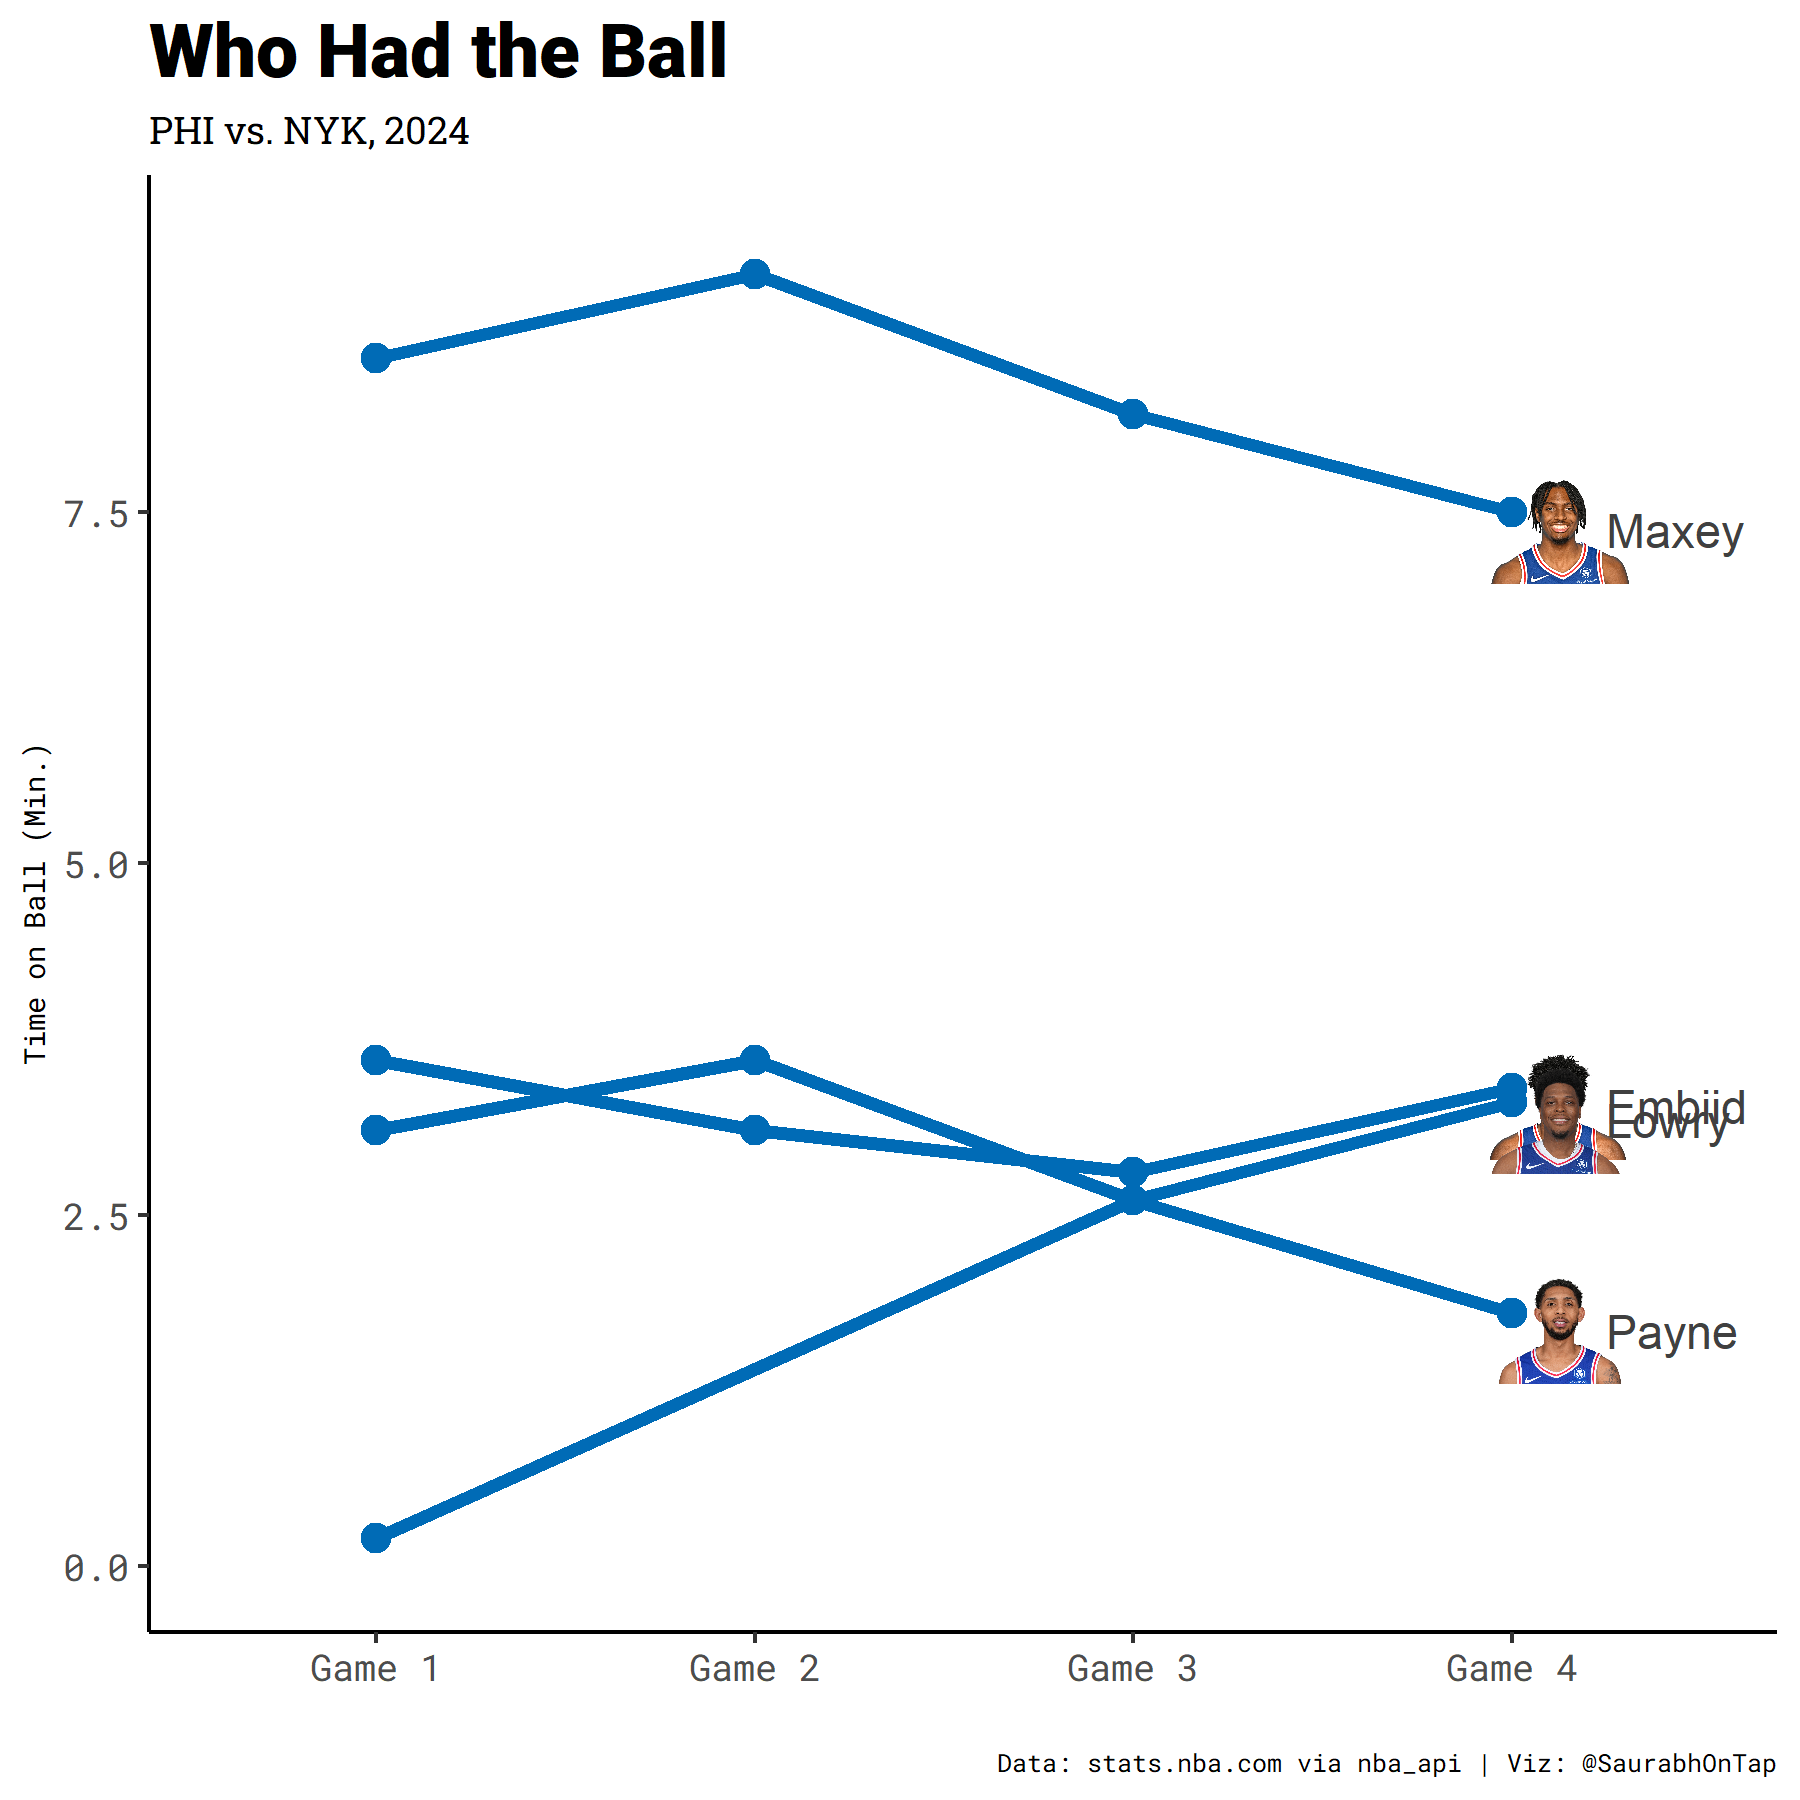 Who Had the Ball
PHI vs. NYK, 2024
Time on Ball (Min.)
7.5
5.0
2.5
0.0
Maxey
Embiid
Lowry
Payne
Game 1
Game 2
Game 3
Game 4
Data: stats.nba.com via nba_api | Viz: @SaurabhOnTap